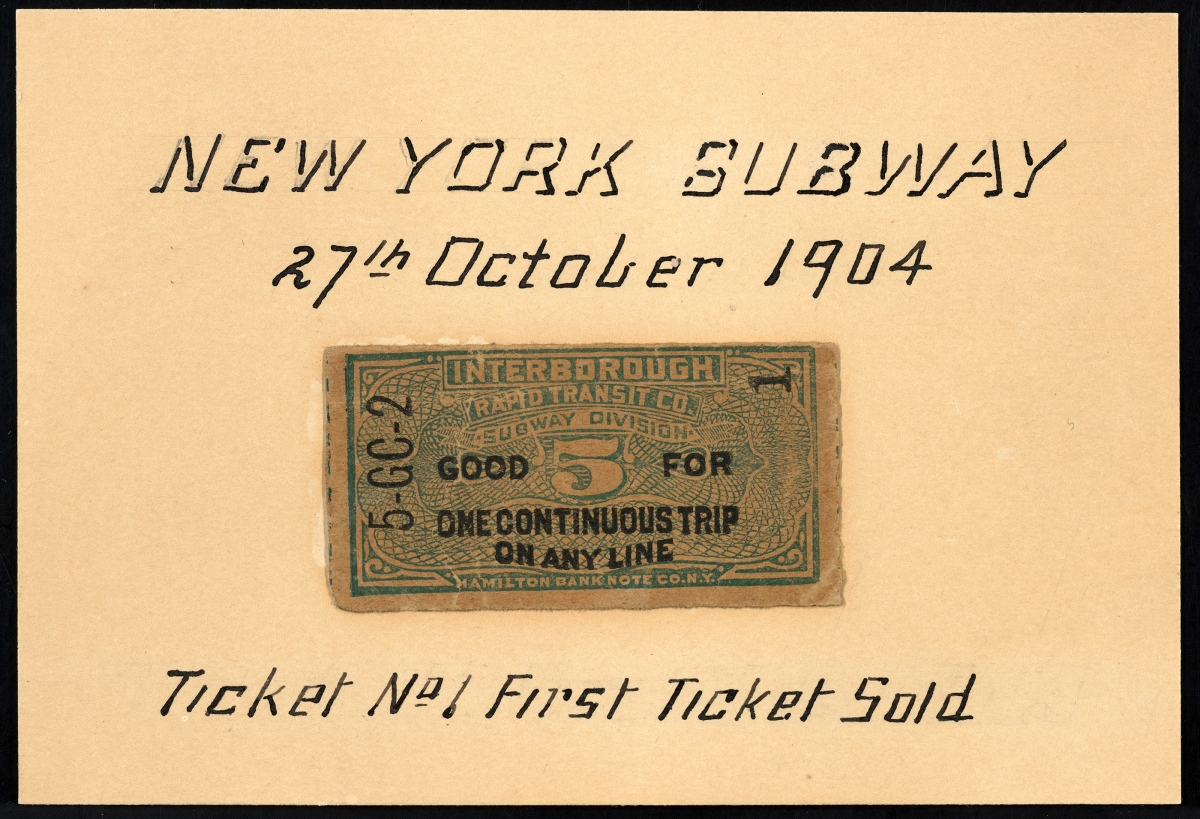 NEW YORK SUBWAY
27th October 1904
INTERBOROUGH
RAPID TRANSIT CO.
SUBWAY DIVISION
5-GC-2
1
GOOD 5 FOR
ONE CONTINUOUS TRIP
ON ANY LINE
HAMILTON BANK NOTE CO. N.Y.
Ticket No 1 First Ticket Sold